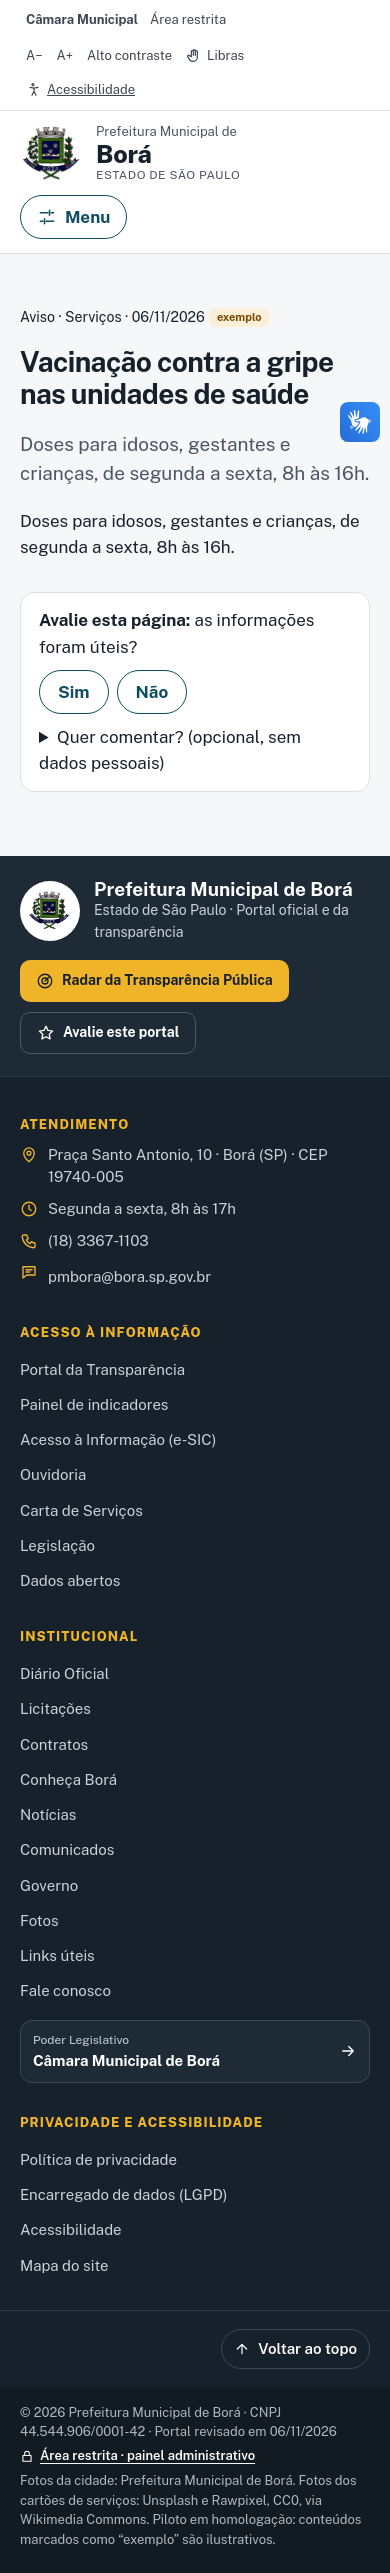 Câmara Municipal Área restrita
A− A+ Alto contraste Libras
Acessibilidade
Prefeitura Municipal de
Borá
ESTADO DE SÃO PAULO
Menu
Aviso · Serviços · 06/11/2026 exemplo
Vacinação contra a gripe
nas unidades de saúde
Doses para idosos, gestantes e
crianças, de segunda a sexta, 8h às 16h.
Doses para idosos, gestantes e crianças, de
segunda a sexta, 8h às 16h.
Avalie esta página: as informações
foram úteis?
Sim Não
Quer comentar? (opcional, sem
dados pessoais)
Prefeitura Municipal de Borá
Estado de São Paulo · Portal oficial e da
transparência
Radar da Transparência Pública
Avalie este portal
ATENDIMENTO
Praça Santo Antonio, 10 · Borá (SP) · CEP
19740-005
Segunda a sexta, 8h às 17h
(18) 3367-1103
pmbora@bora.sp.gov.br
ACESSO À INFORMAÇÃO
Portal da Transparência
Painel de indicadores
Acesso à Informação (e-SIC)
Ouvidoria
Carta de Serviços
Legislação
Dados abertos
INSTITUCIONAL
Diário Oficial
Licitações
Contratos
Conheça Borá
Notícias
Comunicados
Governo
Fotos
Links úteis
Fale conosco
Poder Legislativo
Câmara Municipal de Borá
PRIVACIDADE E ACESSIBILIDADE
Política de privacidade
Encarregado de dados (LGPD)
Acessibilidade
Mapa do site
Voltar ao topo
© 2026 Prefeitura Municipal de Borá · CNPJ
44.544.906/0001-42 · Portal revisado em 06/11/2026
Área restrita · painel administrativo
Fotos da cidade: Prefeitura Municipal de Borá. Fotos dos
cartões de serviços: Unsplash e Rawpixel, CC0, via
Wikimedia Commons. Piloto em homologação: conteúdos
marcados como “exemplo” são ilustrativos.